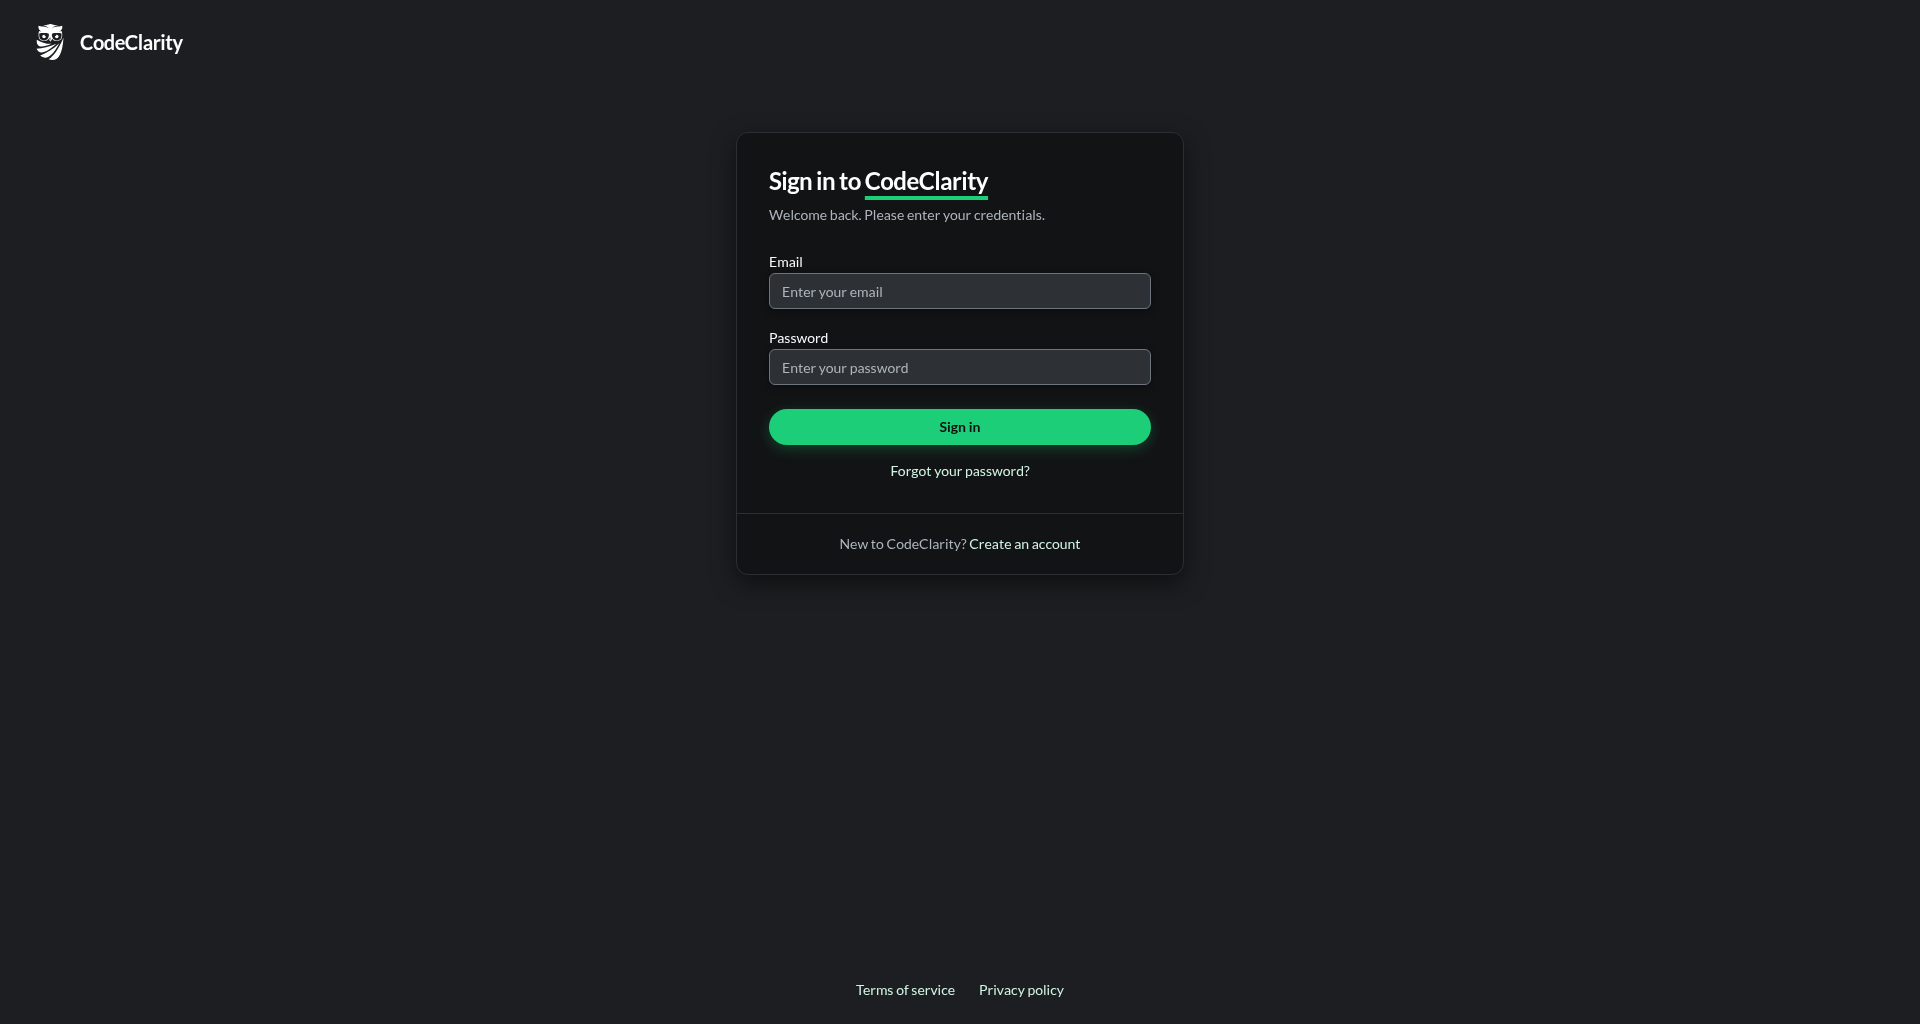 CodeClarity
Sign in to CodeClarity
Welcome back. Please enter your credentials.
Email
Enter your email
Password
Enter your password
Sign in
Forgot your password?
New to CodeClarity? Create an account
Terms of service Privacy policy